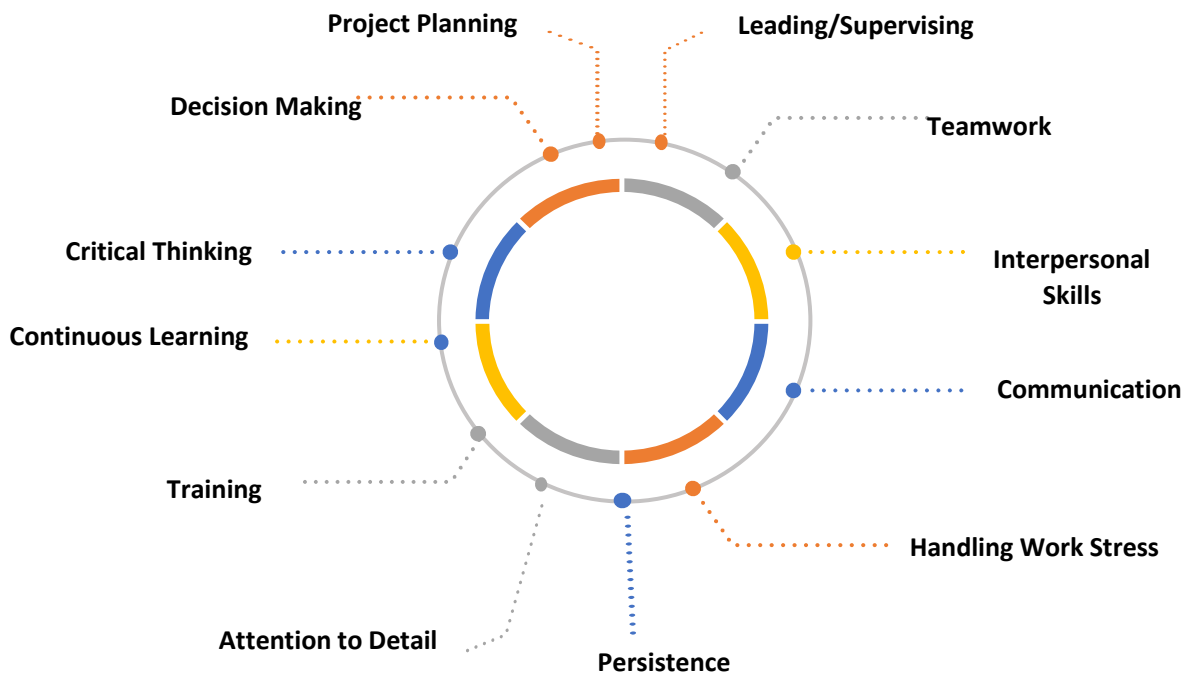 Project Planning
Leading/Supervising
Decision Making
Teamwork
Critical Thinking
Interpersonal
Skills
Continuous Learning
Communication
Training
Handling Work Stress
Attention to Detail
Persistence